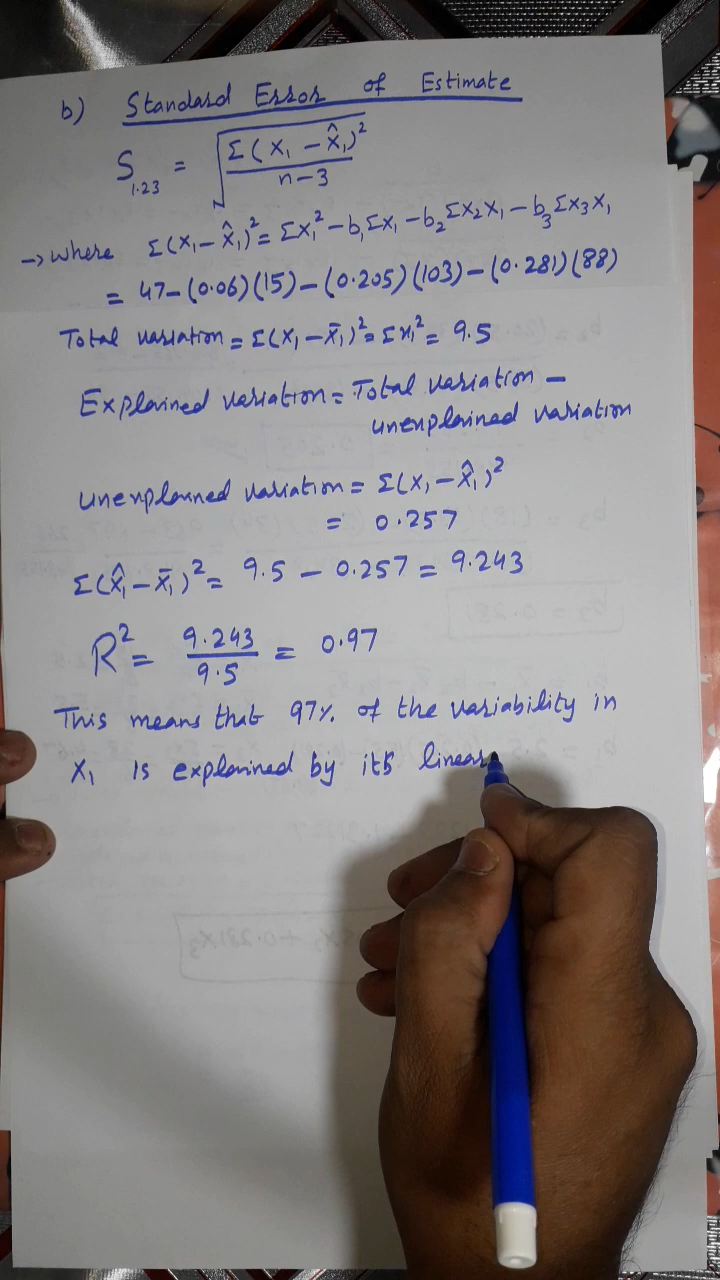 b) Standard Error of Estimate
S₁.₂₃ = √(Σ(X₁ – X̂₁)² / n–3)
→ where Σ(X₁ – X̂₁)² = ΣX₁² – b₁ΣX₁ – b₂ΣX₂X₁ – b₃ΣX₃X₁
= 47 – (0.06)(15) – (0.205)(103) – (0.281)(88)
Total variation = Σ(X₁ – X̄₁)² = Σx₁² = 9.5
Explained variation = Total variation –
unexplained variation
unexplained variation = Σ(X₁ – X̂₁)²
= 0.257
Σ(X̂₁ – X̄₁)² = 9.5 – 0.257 = 9.243
R² = 9.243 / 9.5 = 0.97
This means that 97% of the variability in
X₁ is explained by its linear